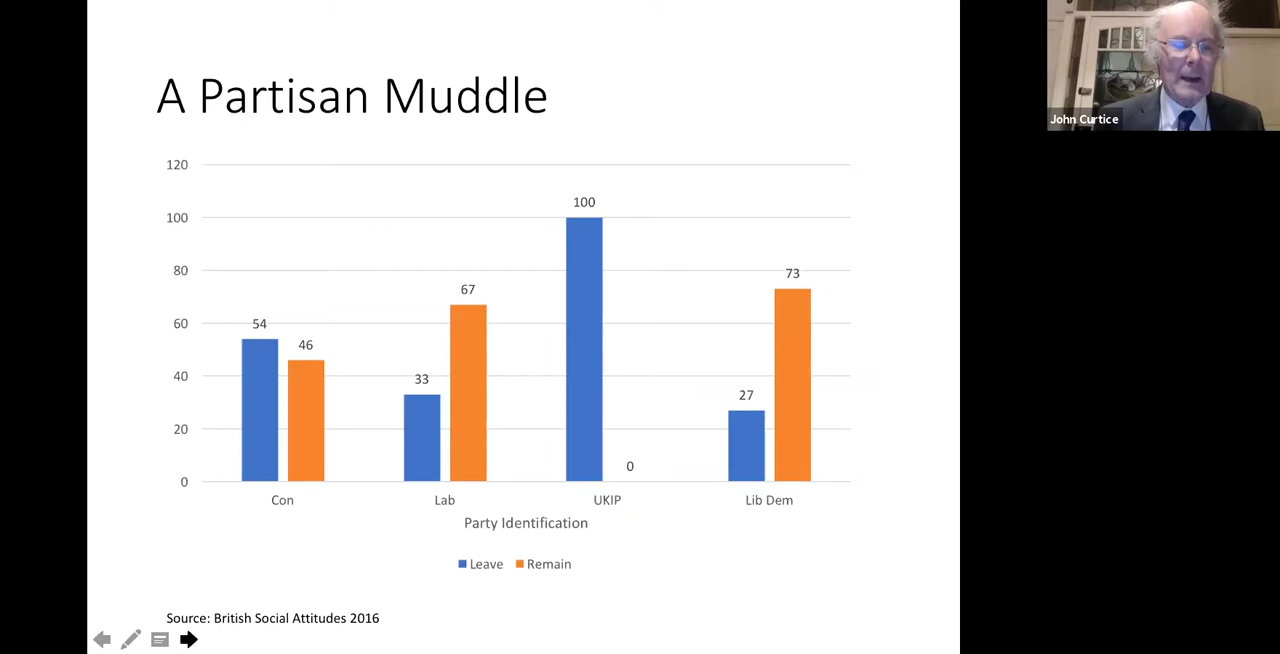 A Partisan Muddle
John Curtice
120
100
80
60
40
20
0
54
46
33
67
100
0
27
73
Con
Lab
UKIP
Lib Dem
Party Identification
Leave
Remain
Source: British Social Attitudes 2016